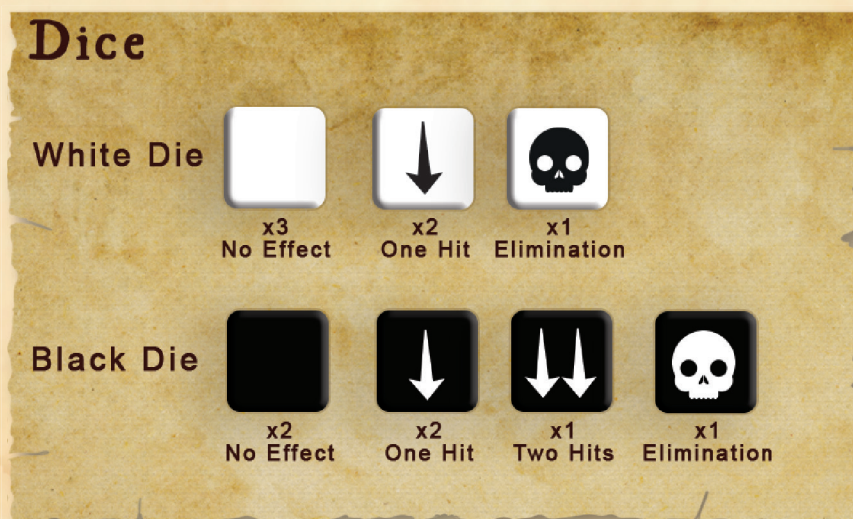 Dice
White Die
x3
No Effect
x2
One Hit
x1
Elimination
Black Die
x2
No Effect
x2
One Hit
x1
Two Hits
x1
Elimination